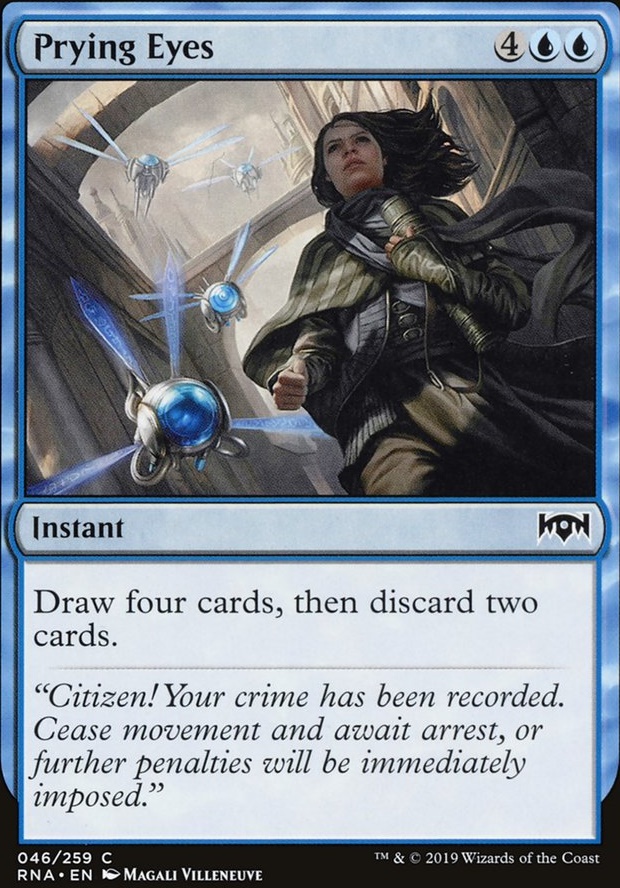 Prying Eyes
4
Instant
Draw four cards, then discard two
cards.
“Citizen! Your crime has been recorded.
Cease movement and await arrest, or
further penalties will be immediately
imposed.”
046/259 C
RNA • EN Magali Villeneuve
™ & © 2019 Wizards of the Coast